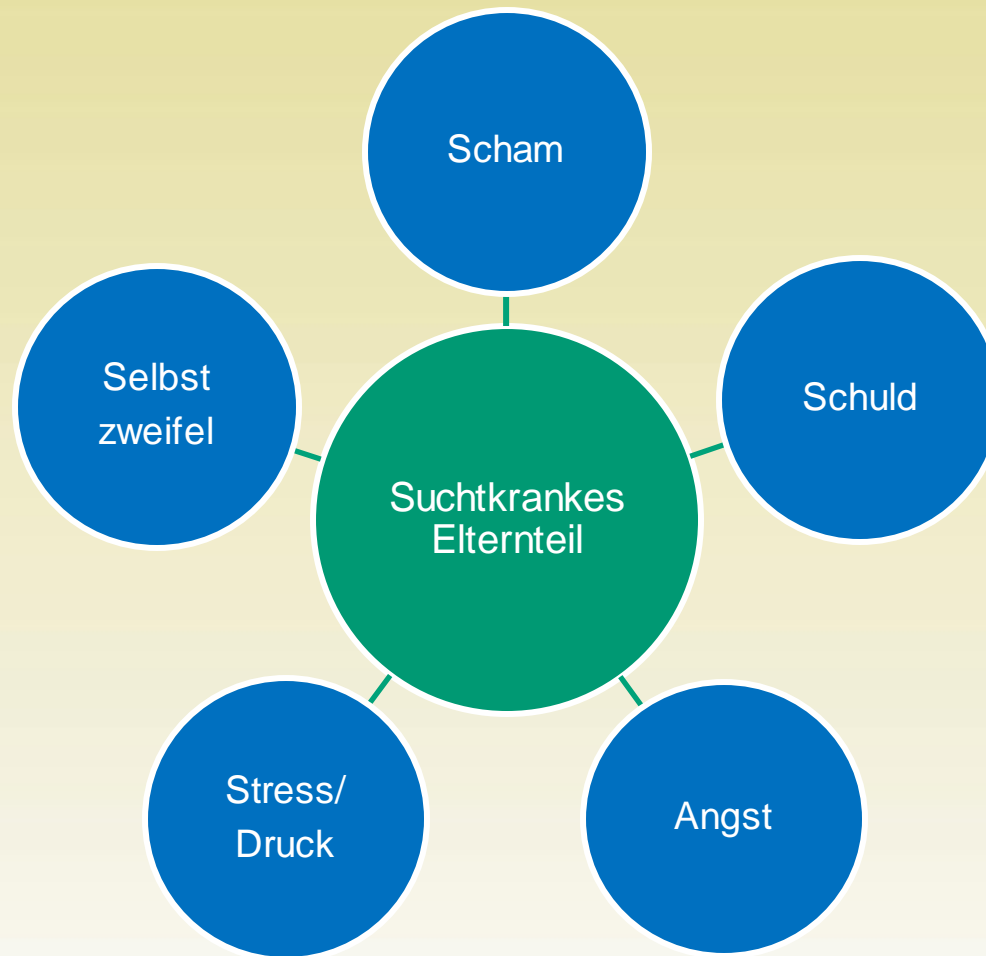 Scham
Selbst
zweifel
Schuld
Suchtkrankes
Elternteil
Stress/
Druck
Angst